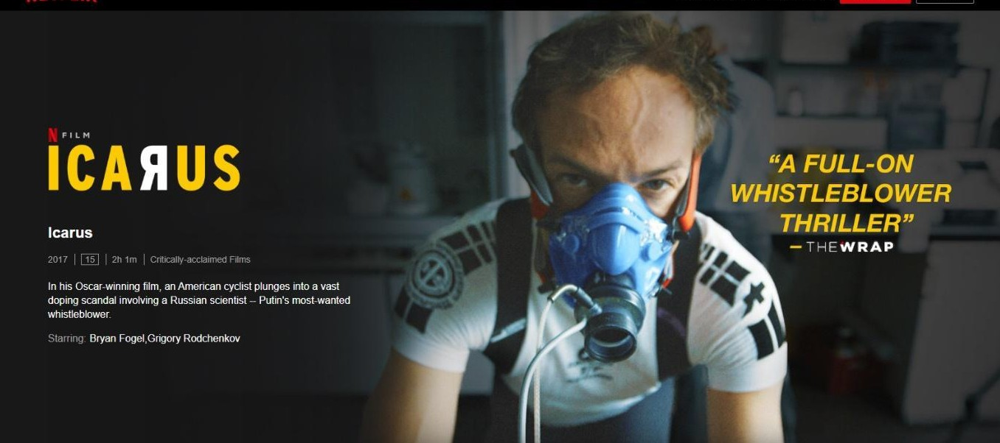 N FILM
ICAЯUS
Icarus
2017 | 15 | 2h 1m | Critically-acclaimed Films
In his Oscar-winning film, an American cyclist plunges into a vast
doping scandal involving a Russian scientist -- Putin's most-wanted
whistleblower.
Starring: Bryan Fogel,Grigory Rodchenkov
“A FULL-ON
WHISTLEBLOWER
THRILLER”
– THEWRAP